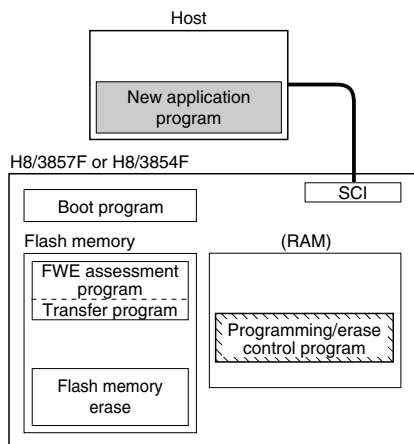 Host
New application
program
H8/3857F or H8/3854F
SCI
Boot program
Flash memory
(RAM)
FWE assessment
program
Transfer program
Programming/erase
control program
Flash memory
erase